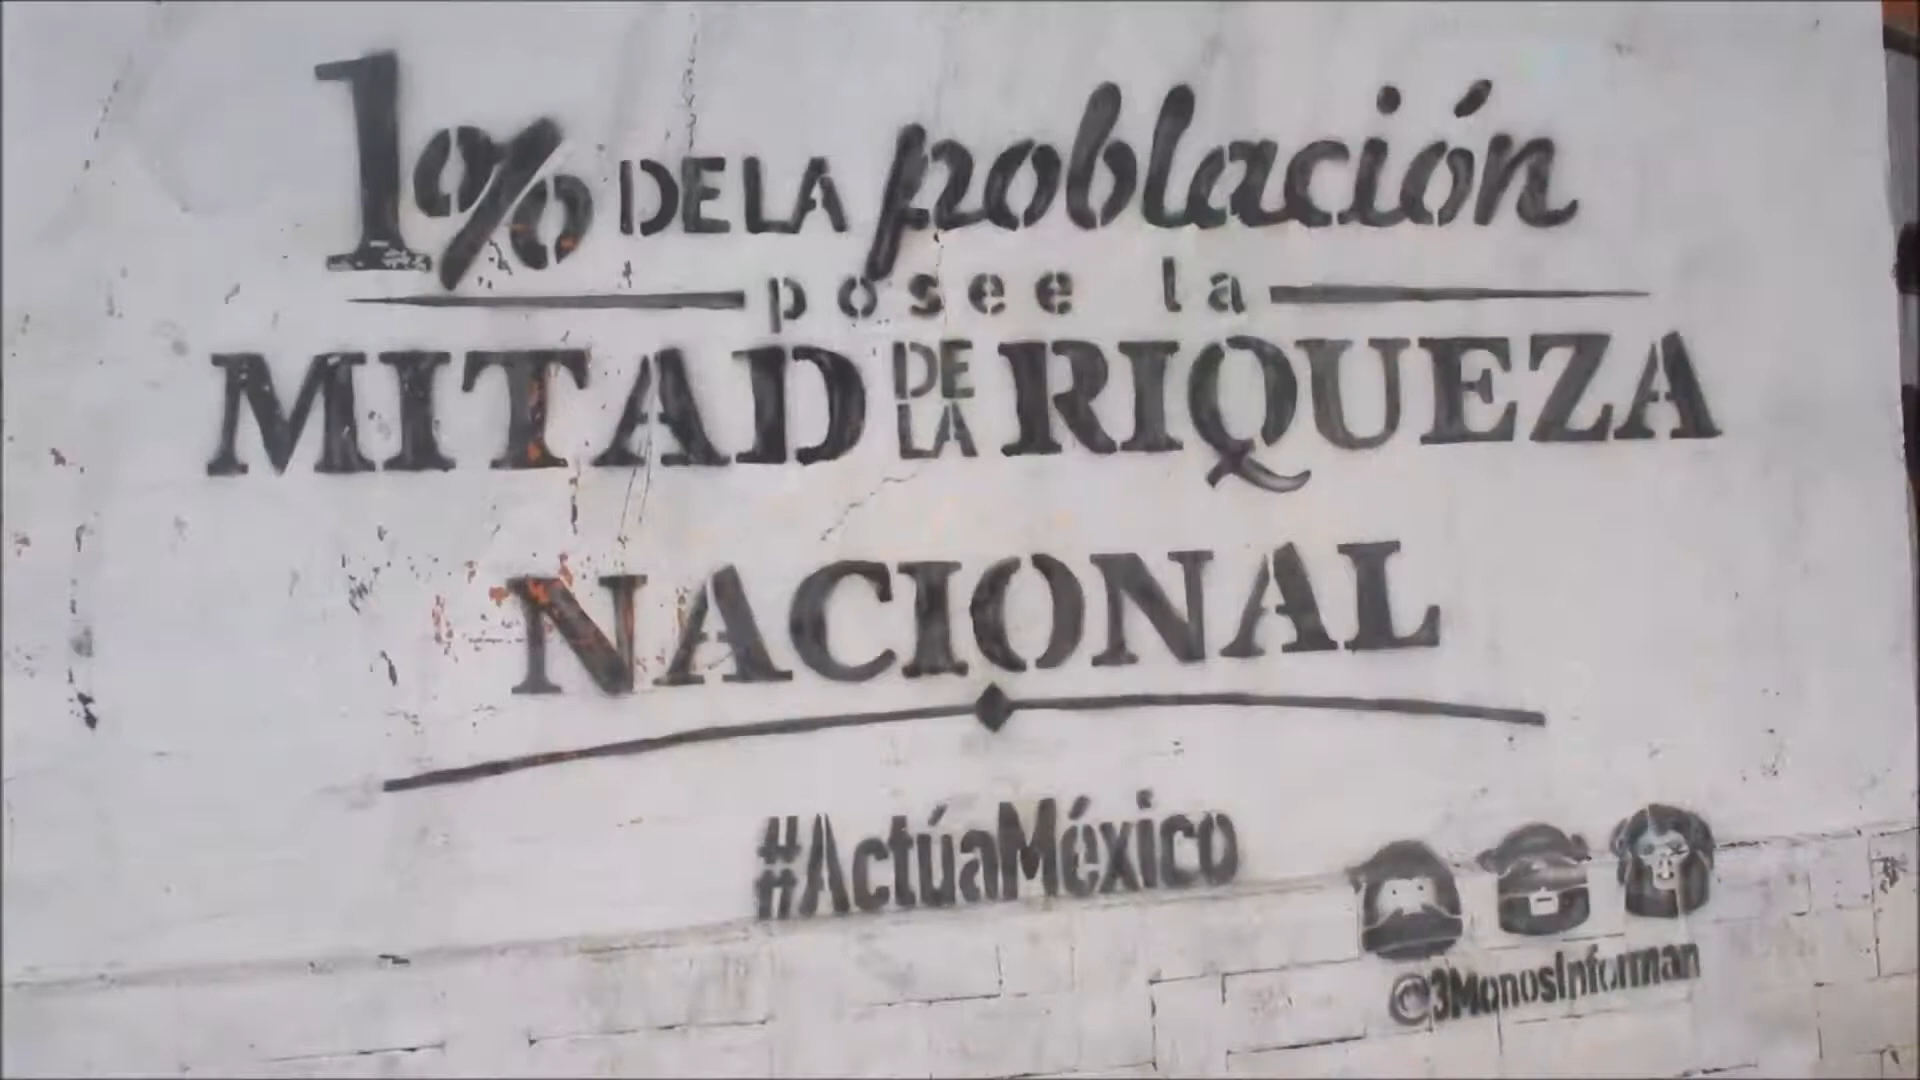 1% DE LA población
posee la
MITAD DE LA RIQUEZA
NACIONAL
#ActúaMéxico
@3MonosInforman